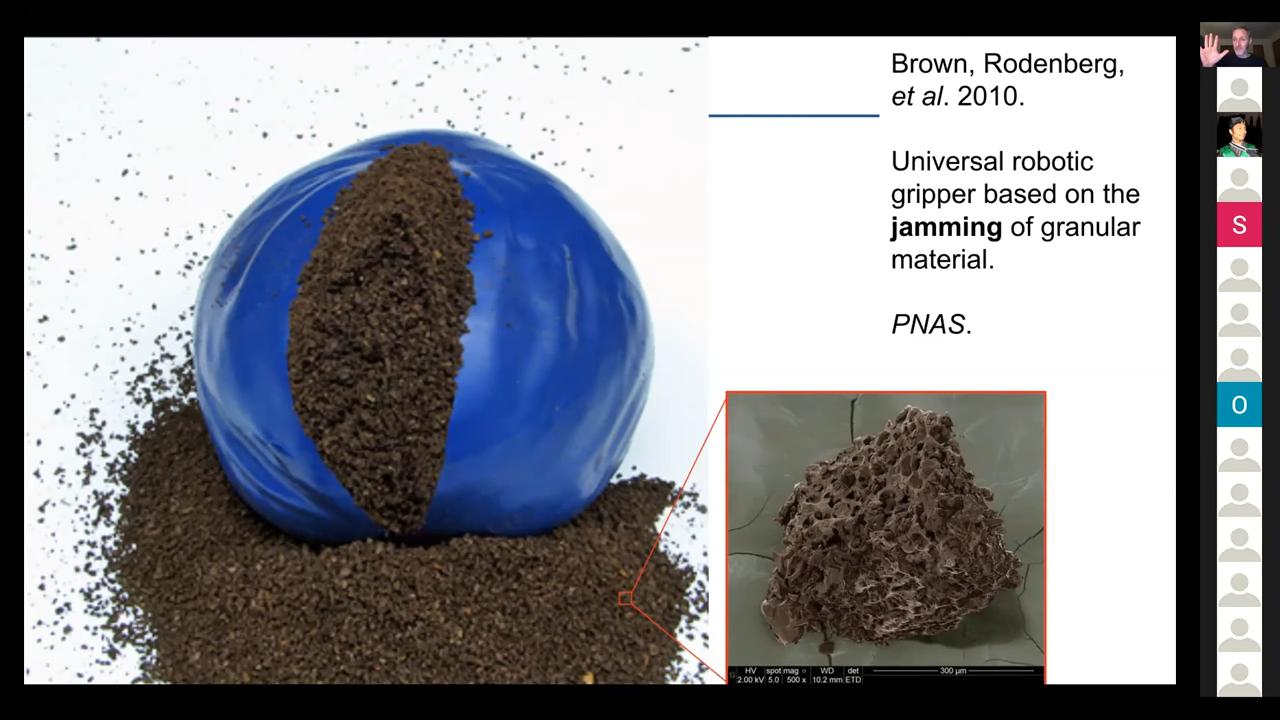 Brown, Rodenberg,
et al. 2010.
Universal robotic
gripper based on the
jamming of granular
material.
PNAS.
S
O
HV spot mag WD det 300 µm
2.00 kV 5.0 500 x 10.2 mm ETD